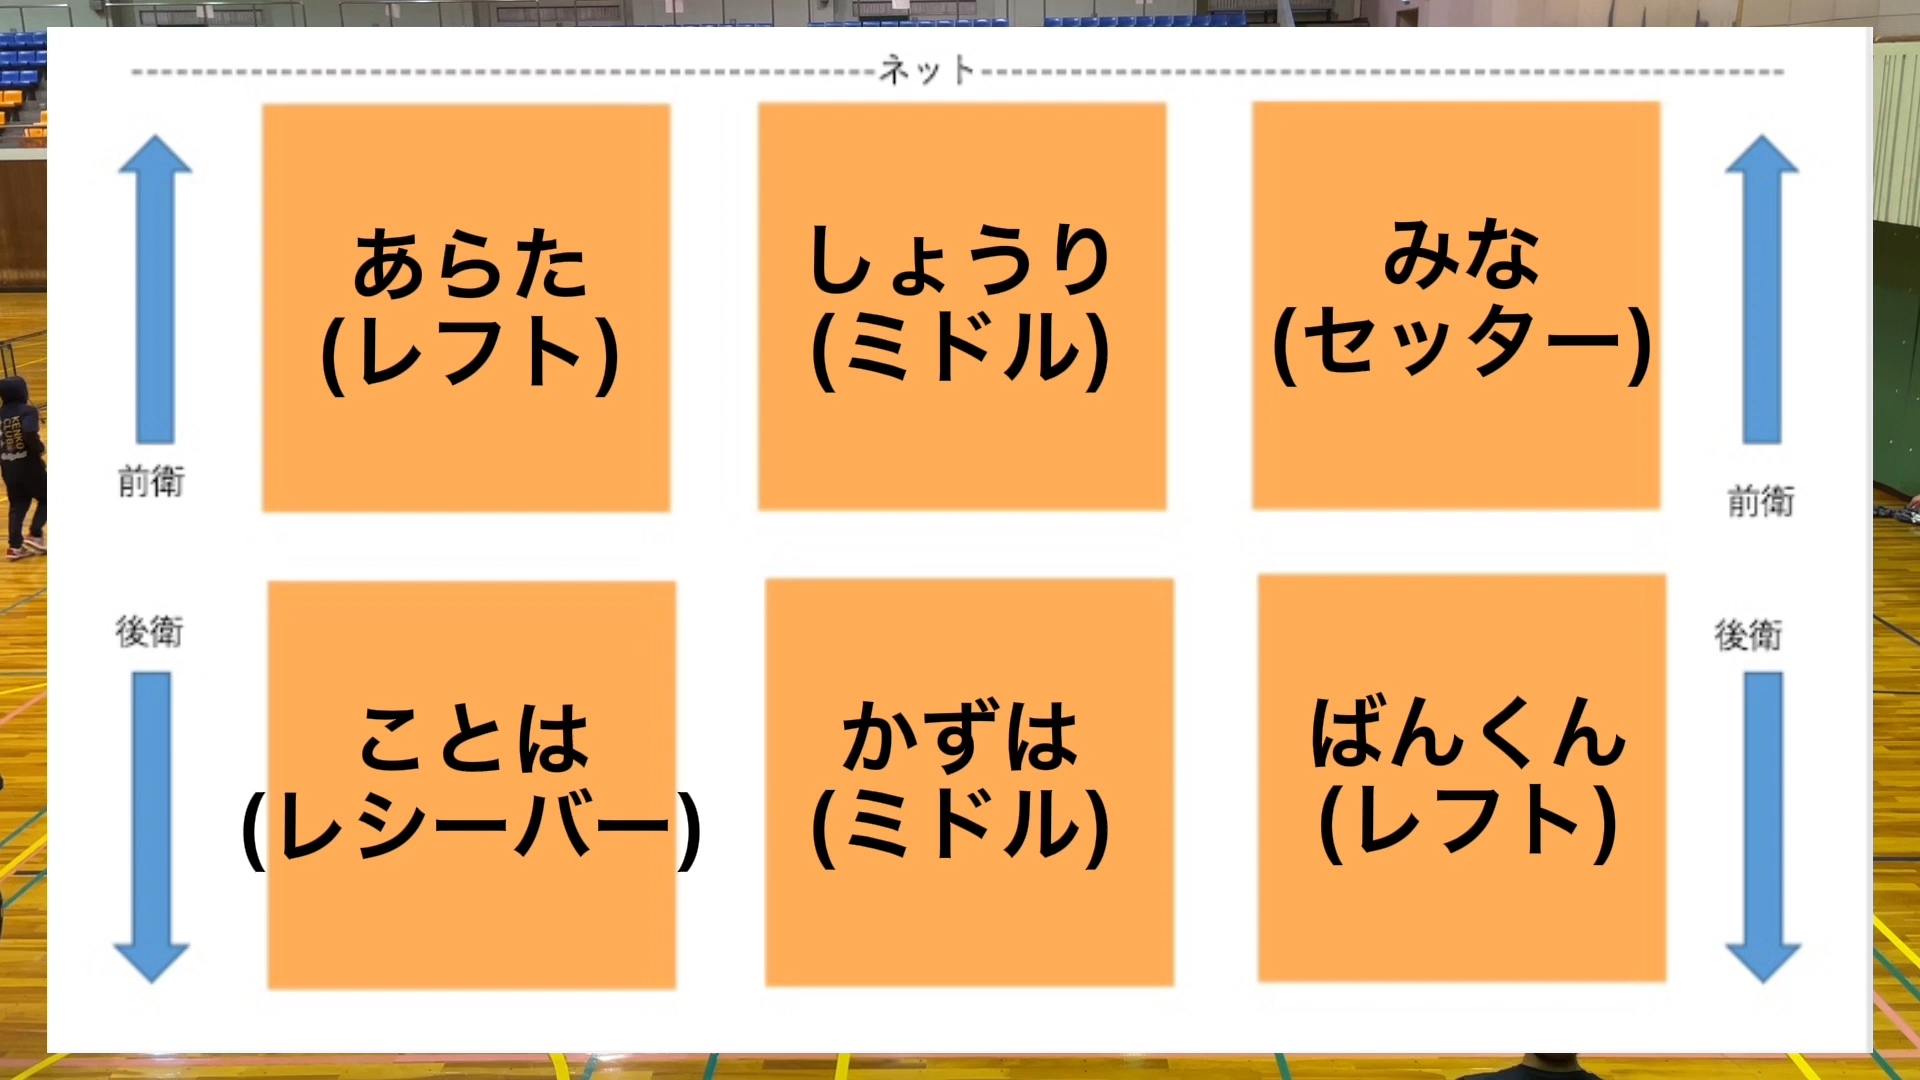 ネット
あらた
(レフト)
しょうり
(ミドル)
みな
(セッター)
前衛
前衛
後衛
後衛
ことは
(レシーバー)
かずは
(ミドル)
ばんくん
(レフト)
KENKO
CLUB